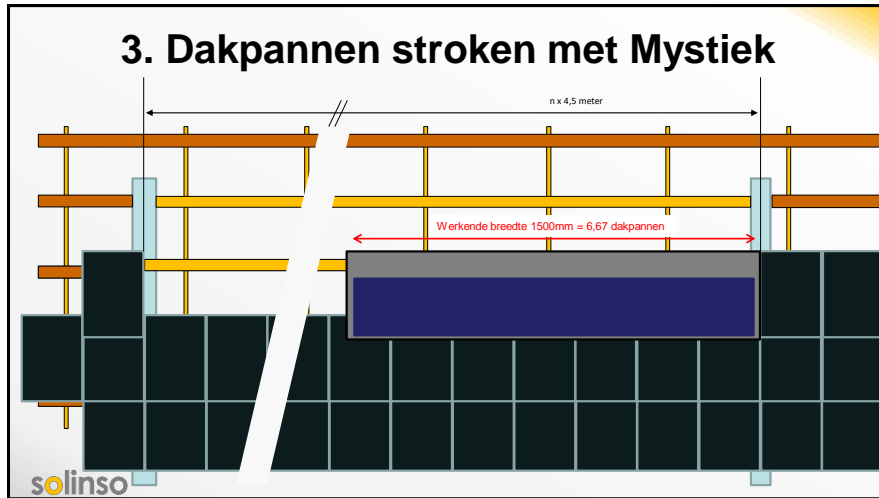 3. Dakpannen stroken met Mystiek
n x 4,5 meter
Werkende breedte 1500mm = 6,67 dakpannen
solinso